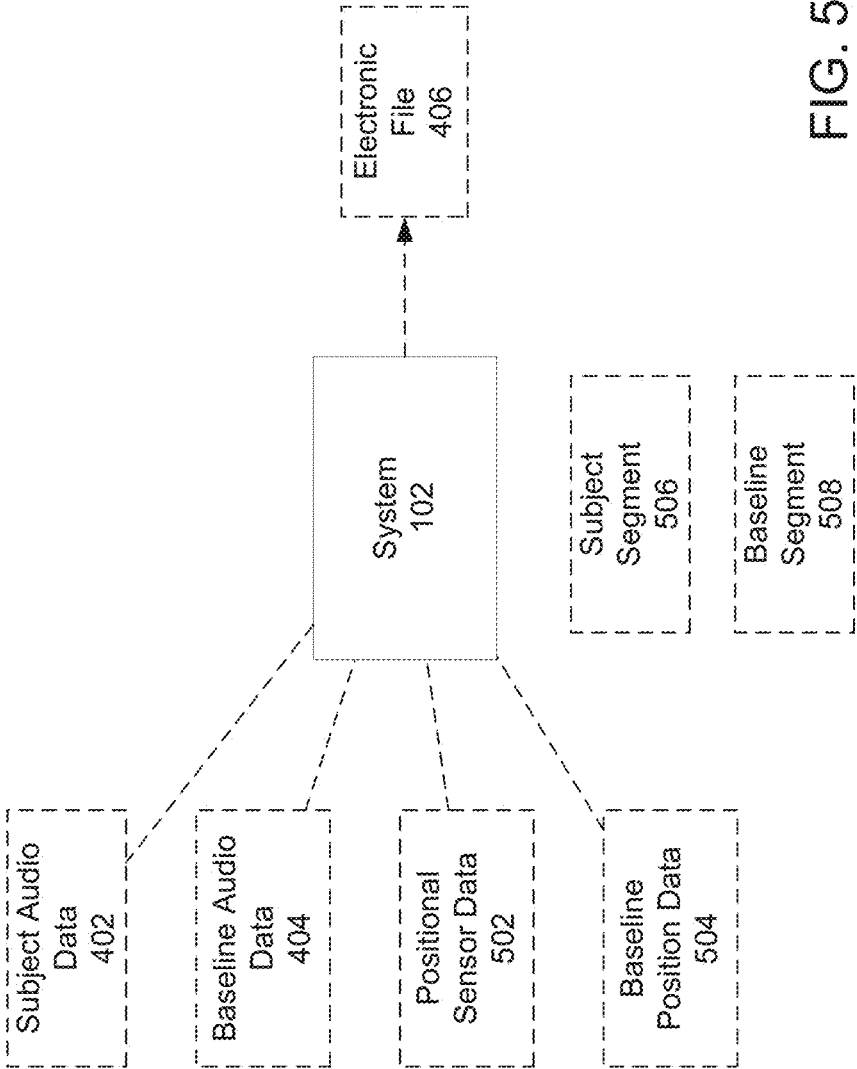 Subject Audio
Data
402
Baseline Audio
Data
404
Positional
Sensor Data
502
Baseline
Position Data
504
System
102
Subject
Segment
506
Baseline
Segment
508
Electronic
File
406
FIG. 5